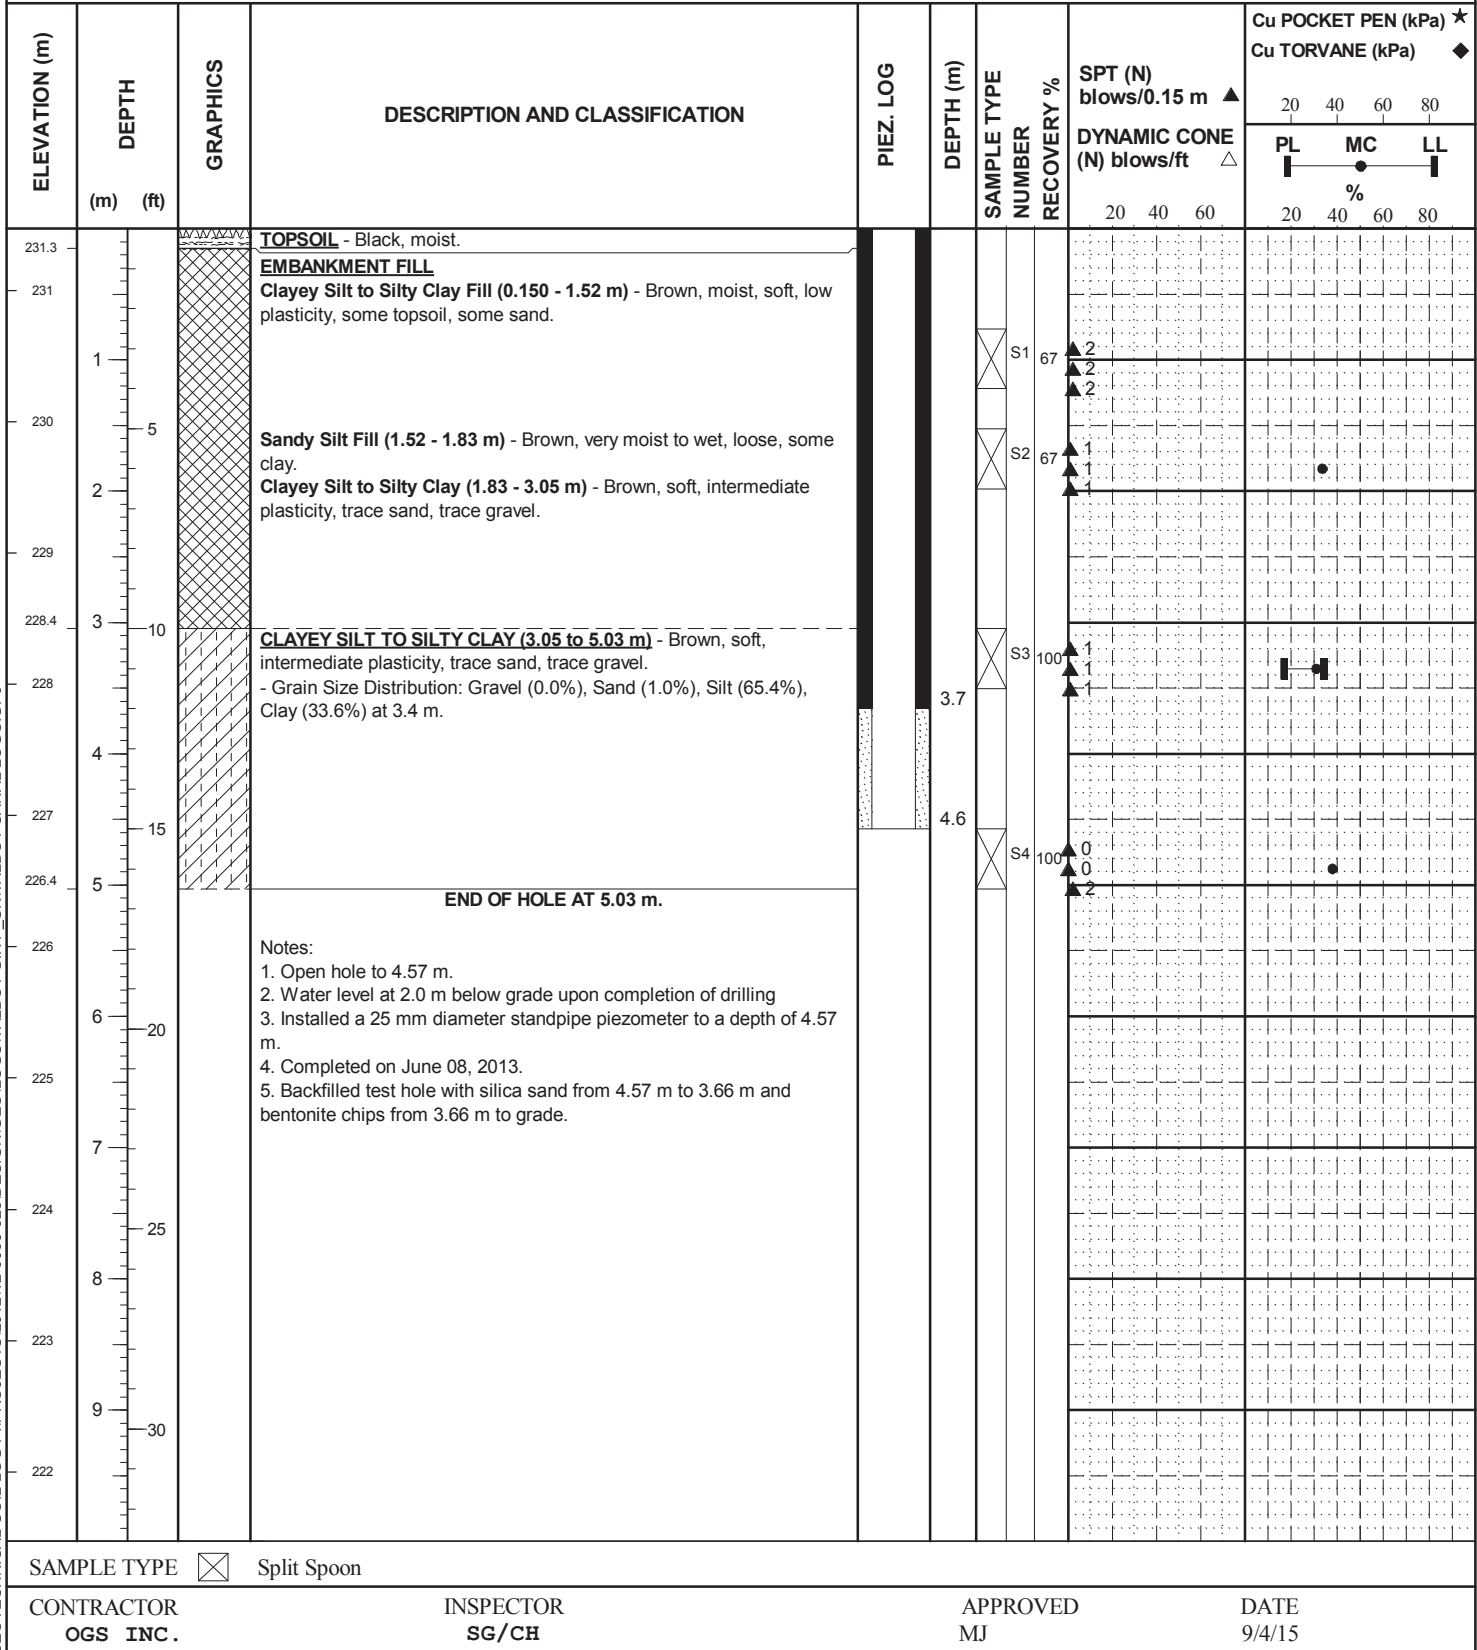 ELEVATION (m)
DEPTH
(m) (ft)
GRAPHICS
DESCRIPTION AND CLASSIFICATION
PIEZ. LOG
DEPTH (m)
SAMPLE TYPE
NUMBER
RECOVERY %
SPT (N)
blows/0.15 m ▲
DYNAMIC CONE
(N) blows/ft △
20 40 60
Cu POCKET PEN (kPa) ★
Cu TORVANE (kPa) ◆
20 40 60 80
PL MC LL
%
20 40 60 80
231.3
231
230
229
228.4
228
227
226.4
226
225
224
223
222
1
2
3
4
5
6
7
8
9
5
10
15
20
25
30
TOPSOIL - Black, moist.
EMBANKMENT FILL
Clayey Silt to Silty Clay Fill (0.150 - 1.52 m) - Brown, moist, soft, low
plasticity, some topsoil, some sand.
Sandy Silt Fill (1.52 - 1.83 m) - Brown, very moist to wet, loose, some
clay.
Clayey Silt to Silty Clay (1.83 - 3.05 m) - Brown, soft, intermediate
plasticity, trace sand, trace gravel.
CLAYEY SILT TO SILTY CLAY (3.05 to 5.03 m) - Brown, soft,
intermediate plasticity, trace sand, trace gravel.
- Grain Size Distribution: Gravel (0.0%), Sand (1.0%), Silt (65.4%),
Clay (33.6%) at 3.4 m.
END OF HOLE AT 5.03 m.
Notes:
1. Open hole to 4.57 m.
2. Water level at 2.0 m below grade upon completion of drilling
3. Installed a 25 mm diameter standpipe piezometer to a depth of 4.57
m.
4. Completed on June 08, 2013.
5. Backfilled test hole with silica sand from 4.57 m to 3.66 m and
bentonite chips from 3.66 m to grade.
3.7
4.6
S1 67
2
2
2
S2 67
1
1
1
S3 100
1
1
1
S4 100
0
0
2
SAMPLE TYPE Split Spoon
CONTRACTOR INSPECTOR APPROVED DATE
OGS INC. SG/CH MJ 9/4/15